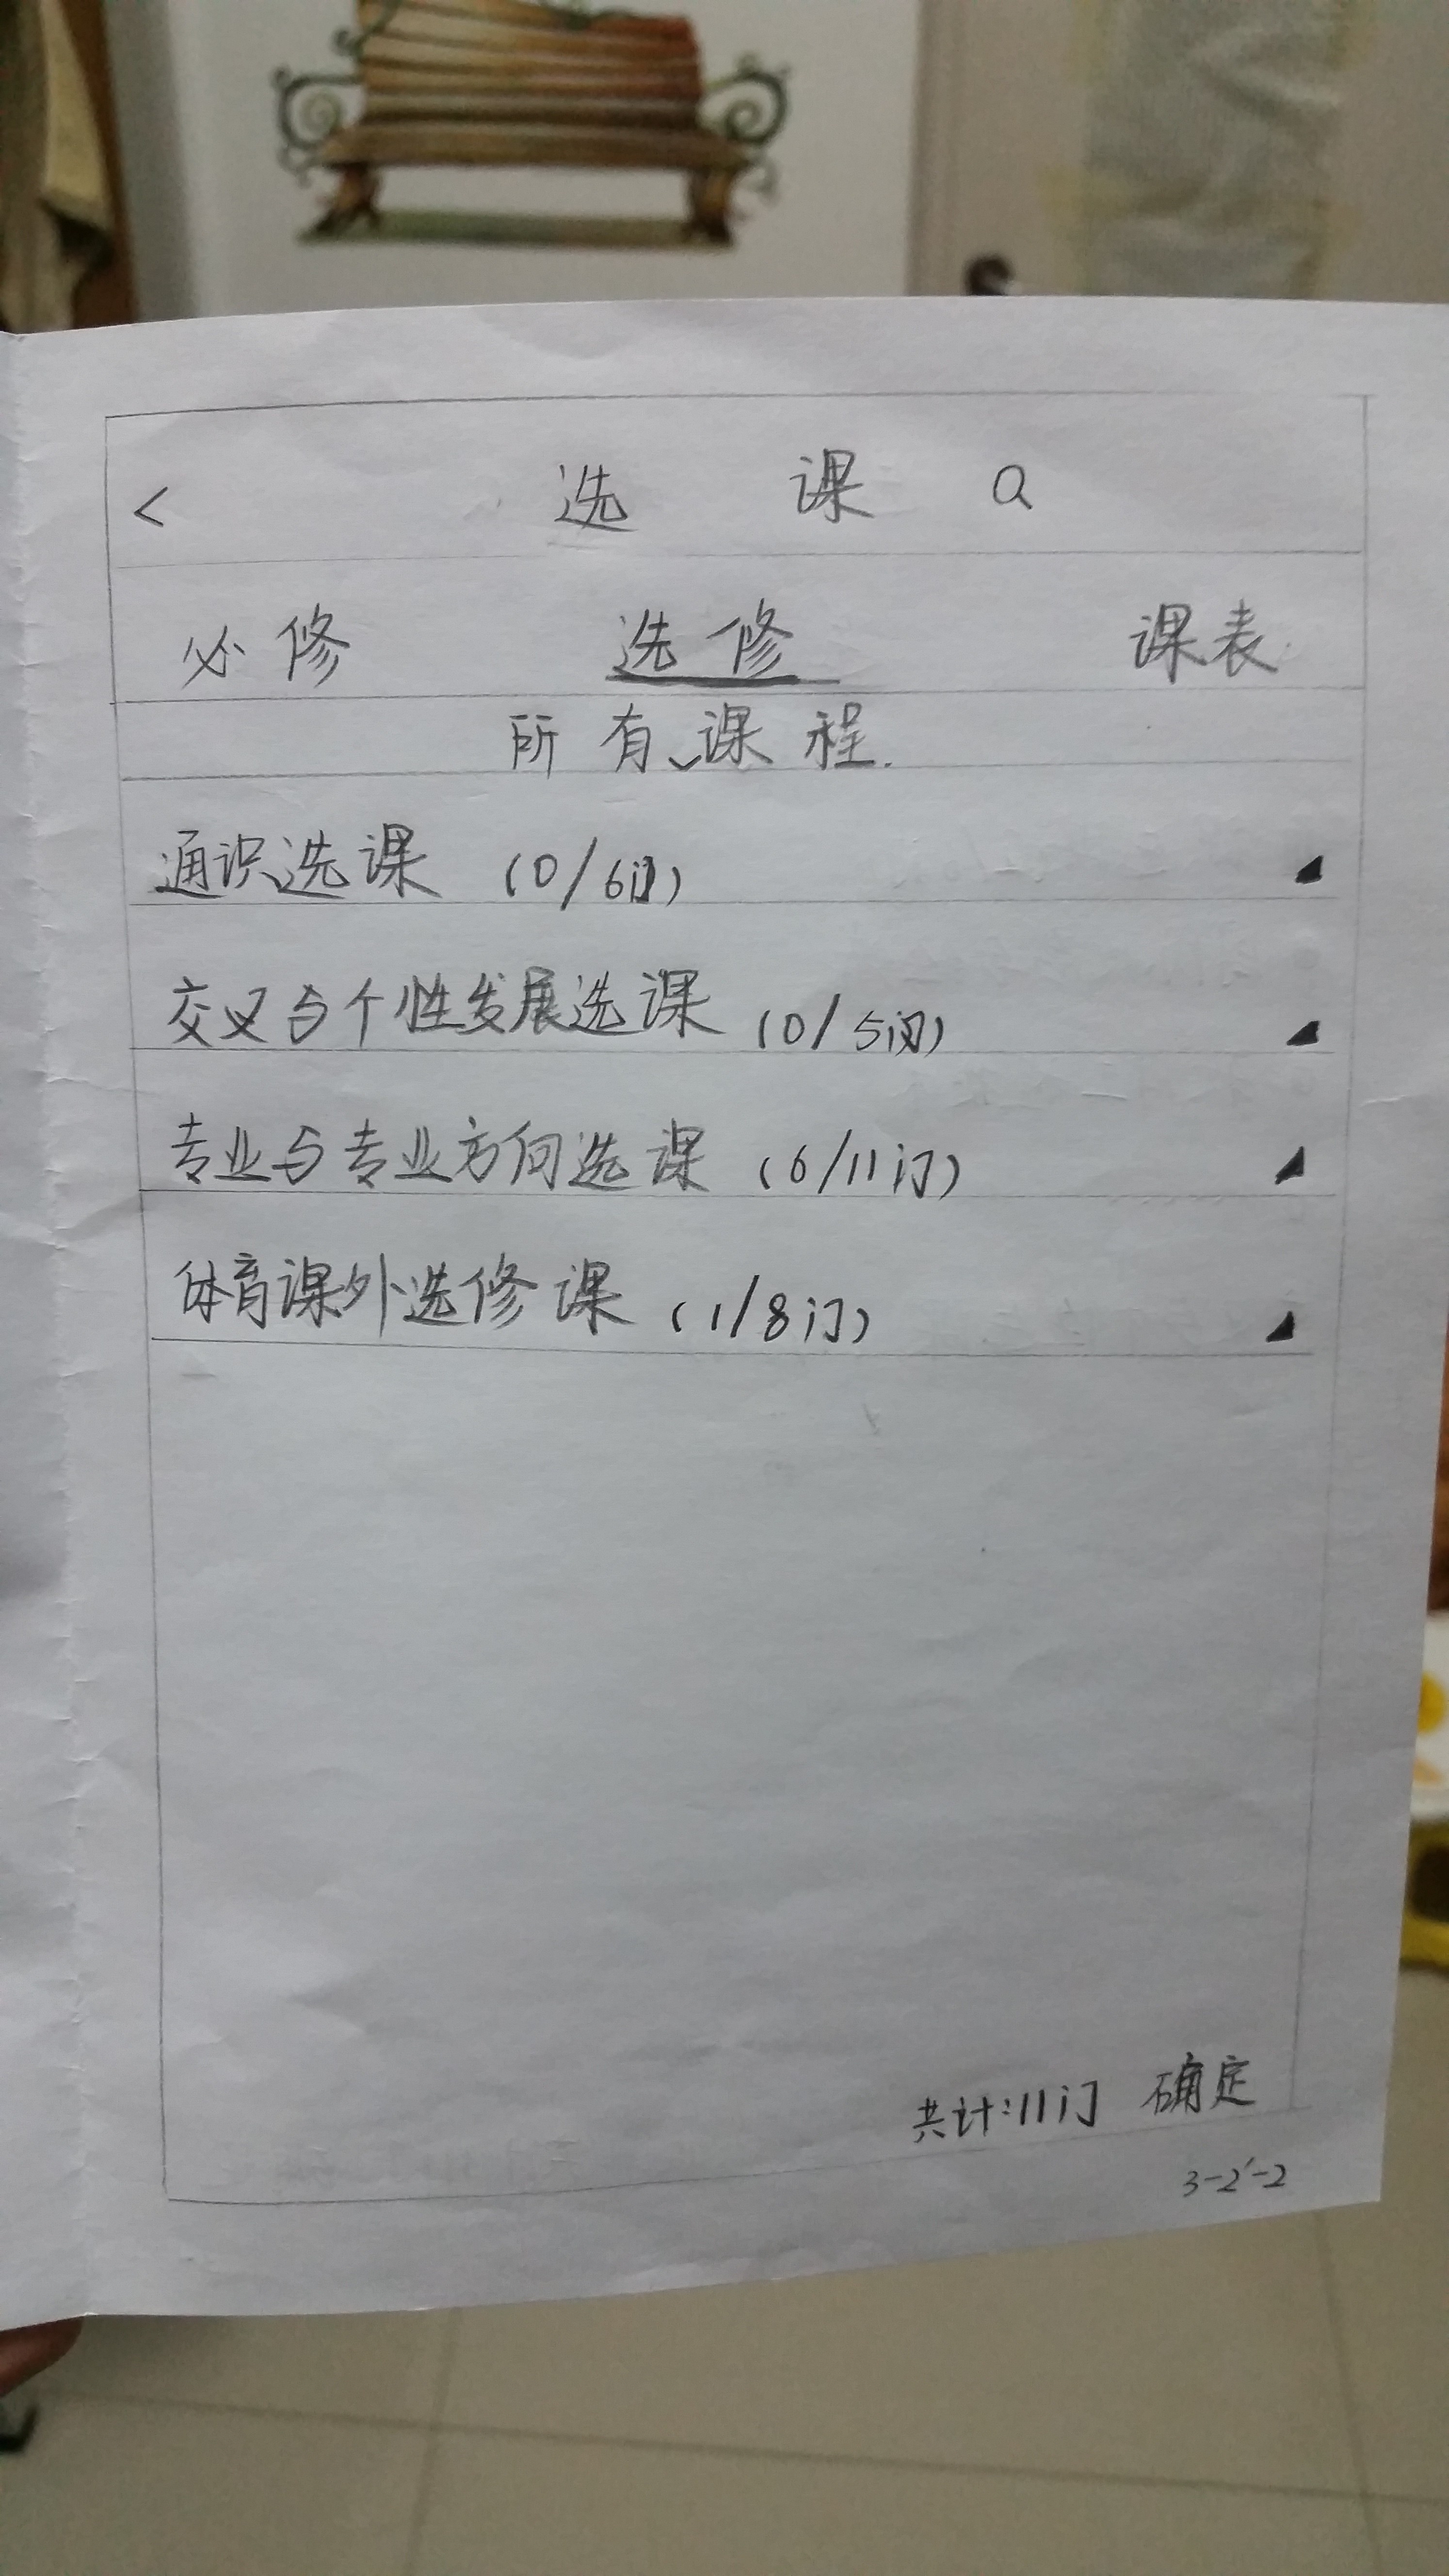 < 选 课
必修 选修 课表
所有课程.
通识选课 (0/6门)
交叉与个性发展选课 (0/5门)
专业与专业方向选课 (6/11门)
体育课外选修课 (1/8门)
共计:11门 确定
3-2'-2